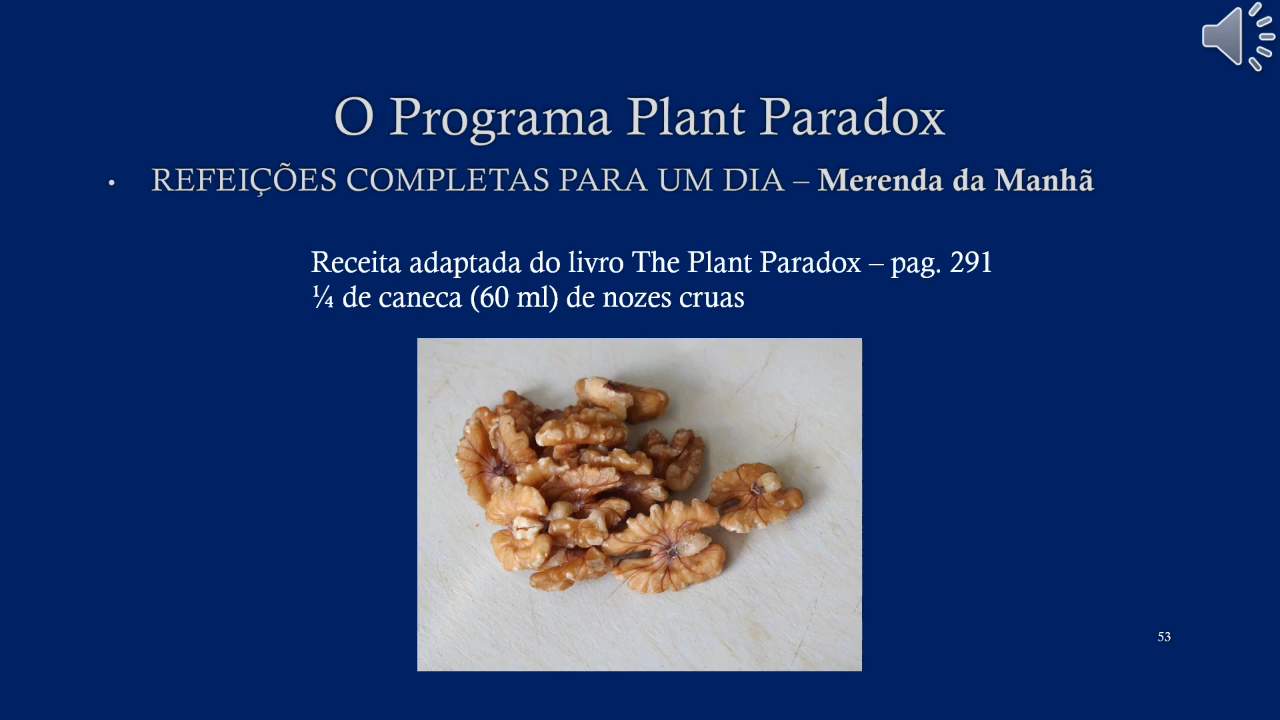 O Programa Plant Paradox
• REFEIÇÕES COMPLETAS PARA UM DIA – Merenda da Manhã
Receita adaptada do livro The Plant Paradox – pag. 291
¼ de caneca (60 ml) de nozes cruas
53